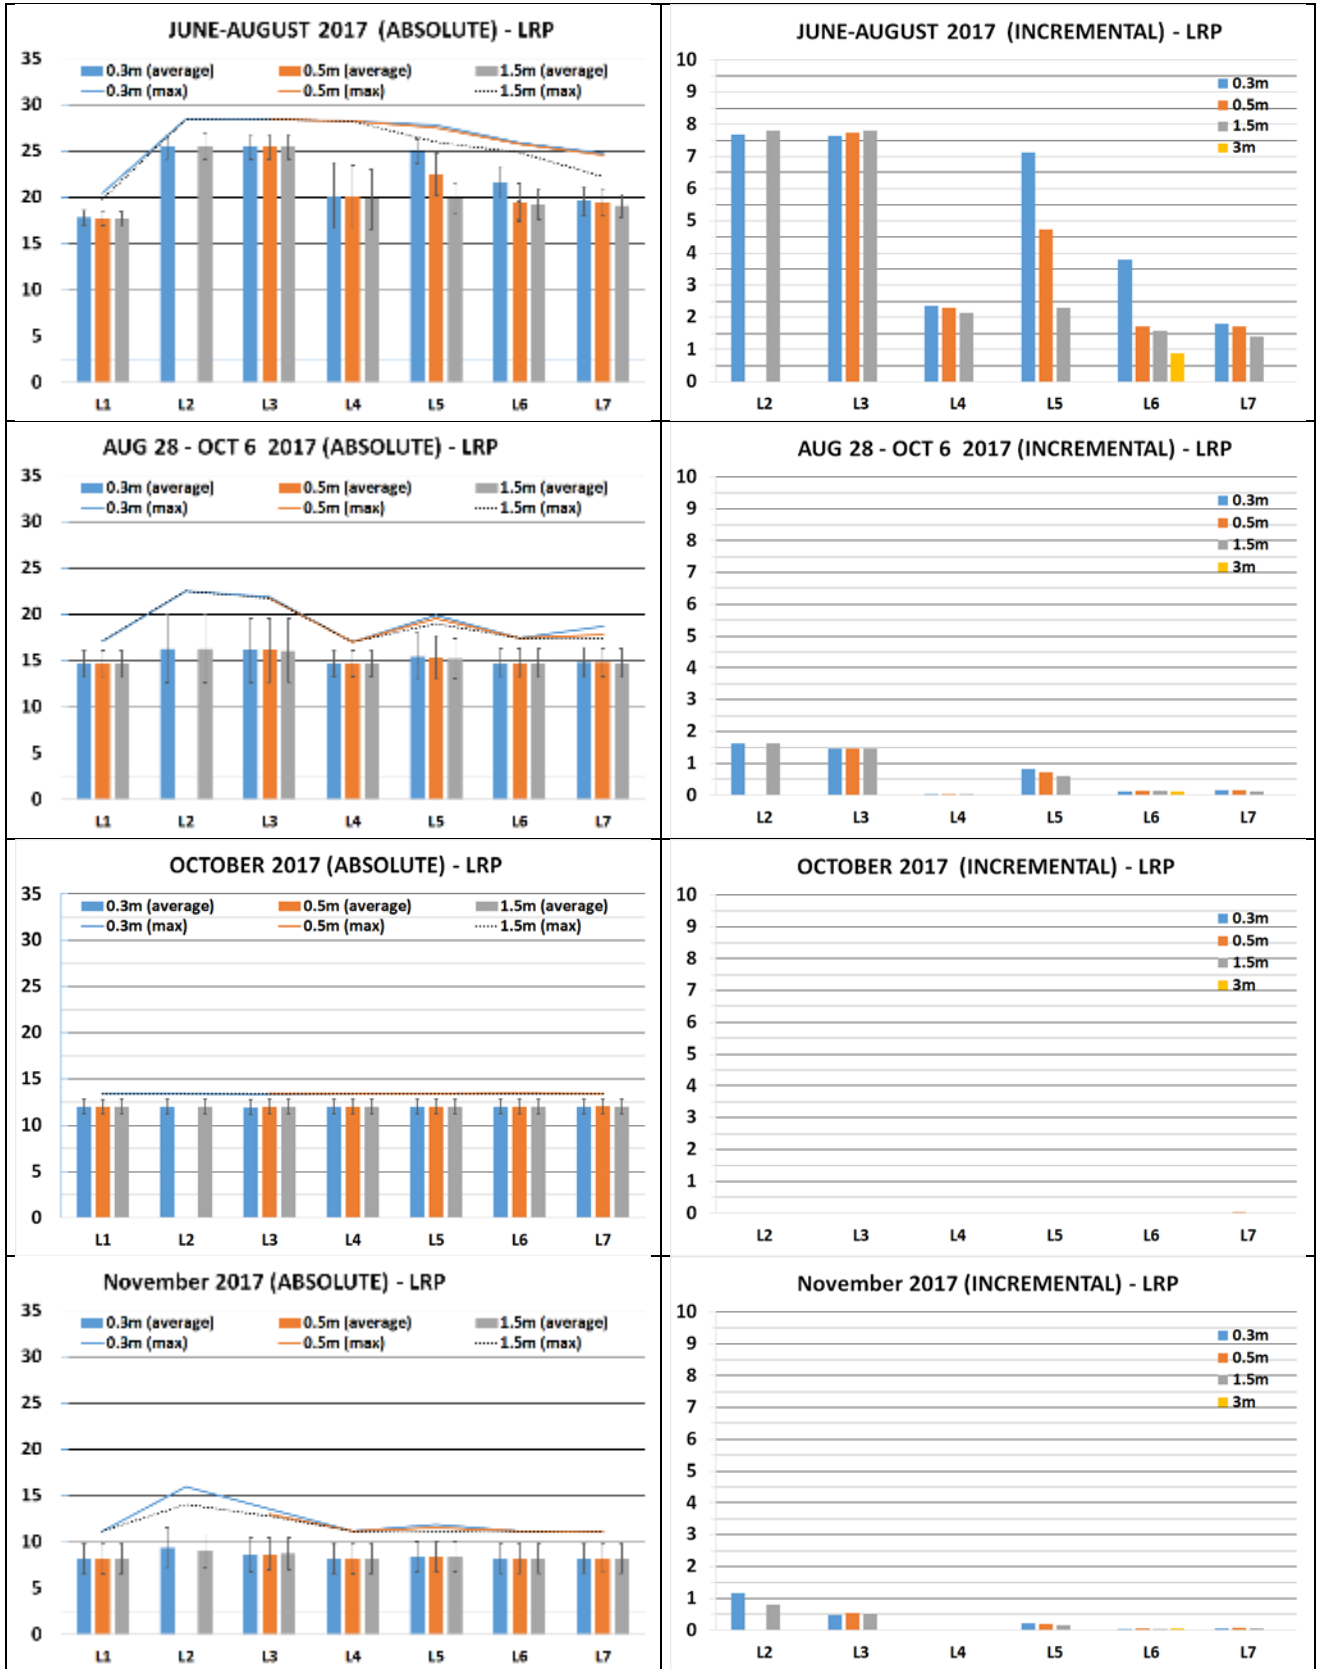 JUNE-AUGUST 2017 (ABSOLUTE) - LRP
35
0.3m (average) 0.5m (average) 1.5m (average)
0.3m (max) 0.5m (max) 1.5m (max)
30
25
20
15
10
5
0
L1 L2 L3 L4 L5 L6 L7
JUNE-AUGUST 2017 (INCREMENTAL) - LRP
10
0.3m
9
0.5m
8
1.5m
3m
7
6
5
4
3
2
1
0
L2 L3 L4 L5 L6 L7
AUG 28 - OCT 6 2017 (ABSOLUTE) - LRP
35
0.3m (average) 0.5m (average) 1.5m (average)
0.3m (max) 0.5m (max) 1.5m (max)
30
25
20
15
10
5
0
L1 L2 L3 L4 L5 L6 L7
AUG 28 - OCT 6 2017 (INCREMENTAL) - LRP
10
0.3m
9
0.5m
8
1.5m
3m
7
6
5
4
3
2
1
0
L2 L3 L4 L5 L6 L7
OCTOBER 2017 (ABSOLUTE) - LRP
35
0.3m (average) 0.5m (average) 1.5m (average)
0.3m (max) 0.5m (max) 1.5m (max)
30
25
20
15
10
5
0
L1 L2 L3 L4 L5 L6 L7
OCTOBER 2017 (INCREMENTAL) - LRP
10
0.3m
9
0.5m
8
1.5m
3m
7
6
5
4
3
2
1
0
L2 L3 L4 L5 L6 L7
November 2017 (ABSOLUTE) - LRP
35
0.3m (average) 0.5m (average) 1.5m (average)
0.3m (max) 0.5m (max) 1.5m (max)
30
25
20
15
10
5
0
L1 L2 L3 L4 L5 L6 L7
November 2017 (INCREMENTAL) - LRP
10
0.3m
9
0.5m
8
1.5m
3m
7
6
5
4
3
2
1
0
L2 L3 L4 L5 L6 L7